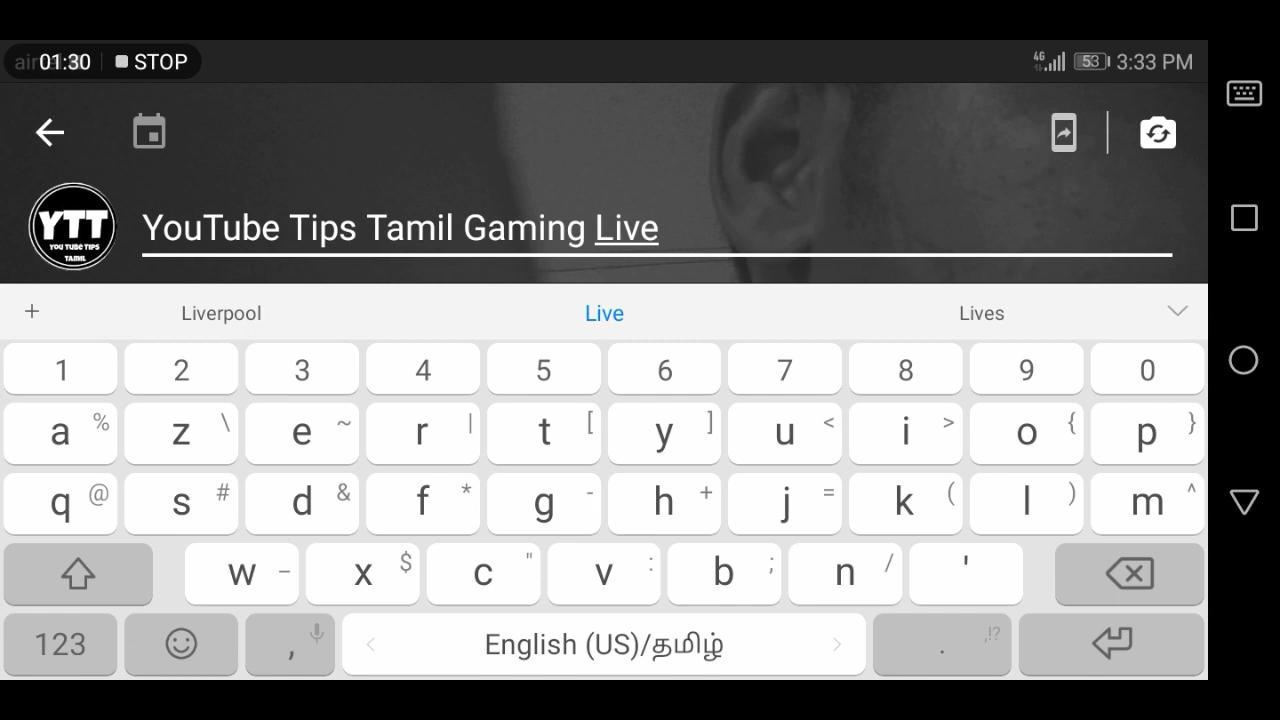 01:30 STOP 4G 53 3:33 PM
YTT
YOU TUBE TIPS
TAMIL
YouTube Tips Tamil Gaming Live
+ Liverpool Live Lives
1 2 3 4 5 6 7 8 9 0
a % z \ e ~ r | t [ y ] u < i > o { p }
q @ s # d & f * g - h + j = k ( l ) m ^
w _ x $ c " v : b ; n / '
123 , < English (US)/தமிழ் > . ,!?